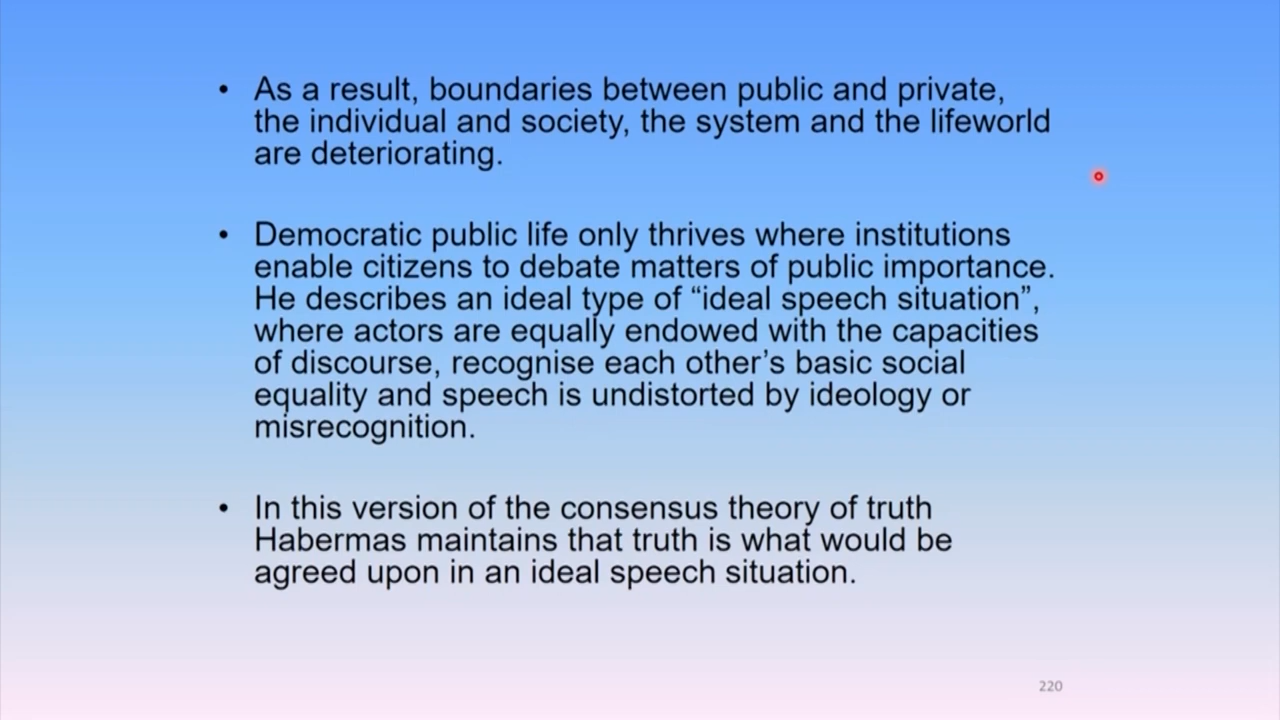 • As a result, boundaries between public and private,
the individual and society, the system and the lifeworld
are deteriorating.
• Democratic public life only thrives where institutions
enable citizens to debate matters of public importance.
He describes an ideal type of “ideal speech situation”,
where actors are equally endowed with the capacities
of discourse, recognise each other’s basic social
equality and speech is undistorted by ideology or
misrecognition.
• In this version of the consensus theory of truth
Habermas maintains that truth is what would be
agreed upon in an ideal speech situation.
220